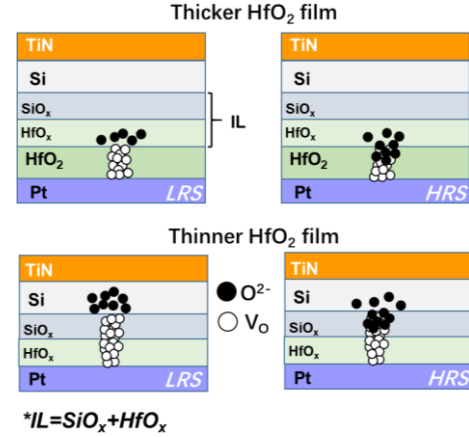 Thicker HfO₂ film
TiN
Si
SiOₓ
HfOₓ
IL
HfO₂
Pt
LRS
TiN
Si
SiOₓ
HfOₓ
HfO₂
Pt
HRS
Thinner HfO₂ film
TiN
Si
SiOₓ
HfOₓ
Pt
LRS
O²⁻
V₀
TiN
Si
SiOₓ
HfOₓ
Pt
HRS
*IL=SiOₓ+HfOₓ